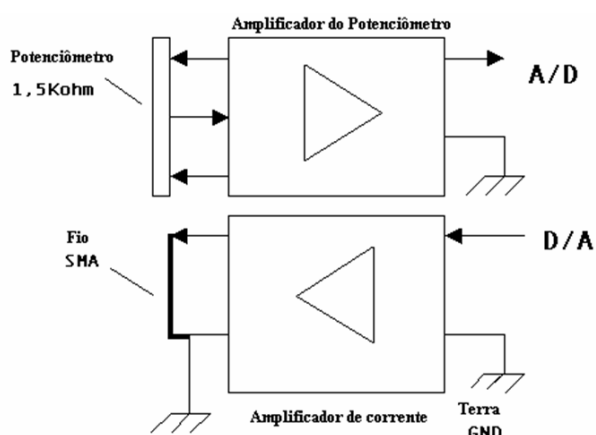 Amplificador do Potenciômetro
Potenciômetro
1,5Kohm
A/D
Fio
SMA
D/A
Amplificador de corrente
Terra
GND